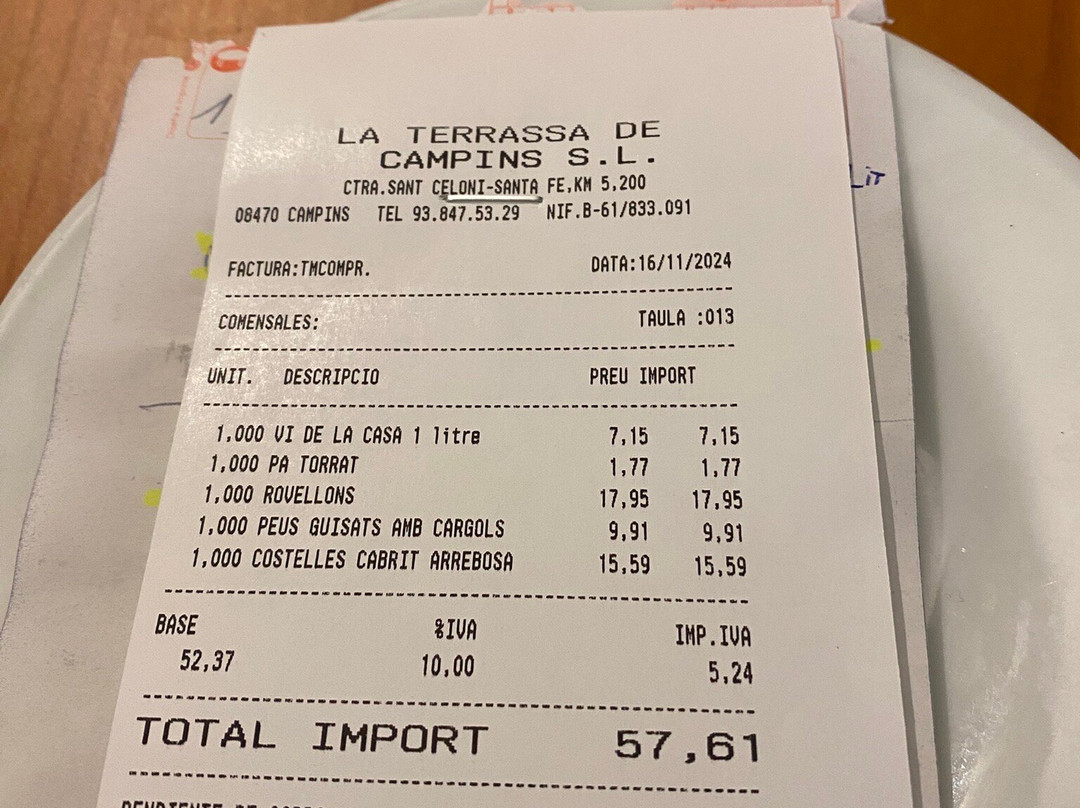 LA TERRASSA DE
CAMPINS S.L.
CTRA.SANT CELONI-SANTA FE,KM 5,200
08470 CAMPINS TEL 93.847.53.29 NIF.B-61/833.091
FACTURA:TMCOMPR. DATA:16/11/2024
COMENSALES: TAULA :013
UNIT. DESCRIPCIO PREU IMPORT
1,000 VI DE LA CASA 1 litre 7,15 7,15
1,000 PA TORRAT 1,77 1,77
1,000 ROVELLONS 17,95 17,95
1,000 PEUS GUISATS AMB CARGOLS 9,91 9,91
1,000 COSTELLES CABRIT ARREBOSA 15,59 15,59
BASE %IVA IMP.IVA
52,37 10,00 5,24
TOTAL IMPORT 57,61